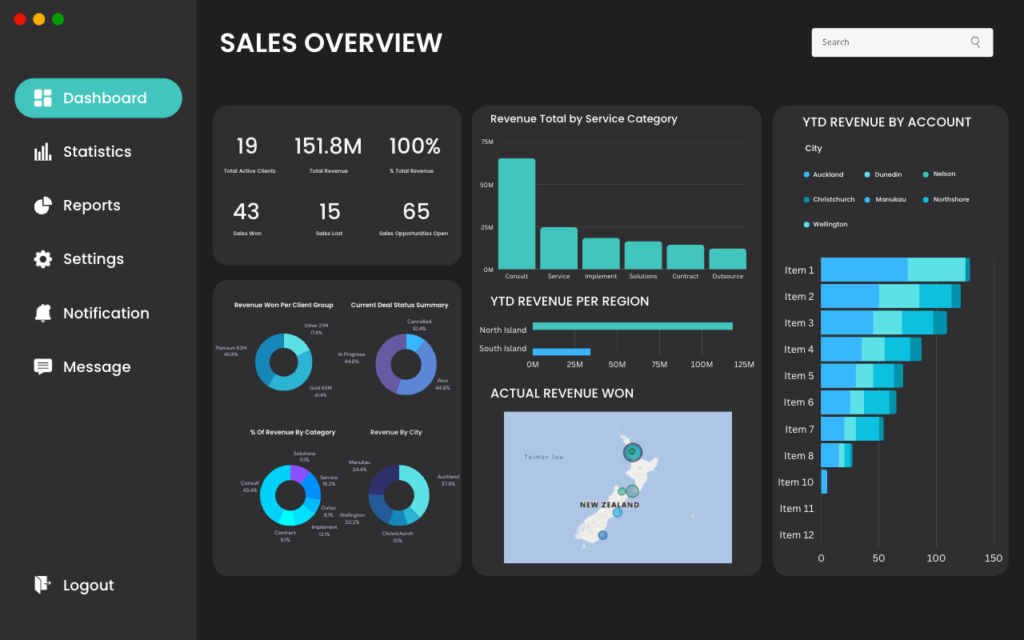 SALES OVERVIEW
Search
Dashboard
Statistics
Reports
Settings
Notification
Message
Logout
19
Total Active Clients
151.8M
Total Revenue
100%
% Total Revenue
43
Sales Won
15
Sales Lost
65
Sales Opportunities Open
Revenue Won Per Client Group
Other 27M
17.8%
Platinum 62M
40.8%
Gold 63M
41.4%
Current Deal Status Summary
Cancelled
10.4%
In Progress
44.8%
Won
44.8%
% Of Revenue By Category
Solutions
11.1%
Service
16.2%
Consult
43.4%
Outso
8.1%
Implement
12.1%
Contract
9.1%
Revenue By City
Manukau
24.4%
Auckland
37.8%
Wellington
20.2%
Christchurch
10%
Revenue Total by Service Category
75M
50M
25M
0M
Consult
Service
Implement
Solutions
Contract
Outsource
YTD REVENUE PER REGION
North Island
South Island
0M
25M
50M
75M
100M
125M
ACTUAL REVENUE WON
Tasman Sea
NEW ZEALAND
YTD REVENUE BY ACCOUNT
City
Auckland
Dunedin
Nelson
Christchurch
Manukau
Northshore
Wellington
Item 1
Item 2
Item 3
Item 4
Item 5
Item 6
Item 7
Item 8
Item 10
Item 11
Item 12
0
50
100
150